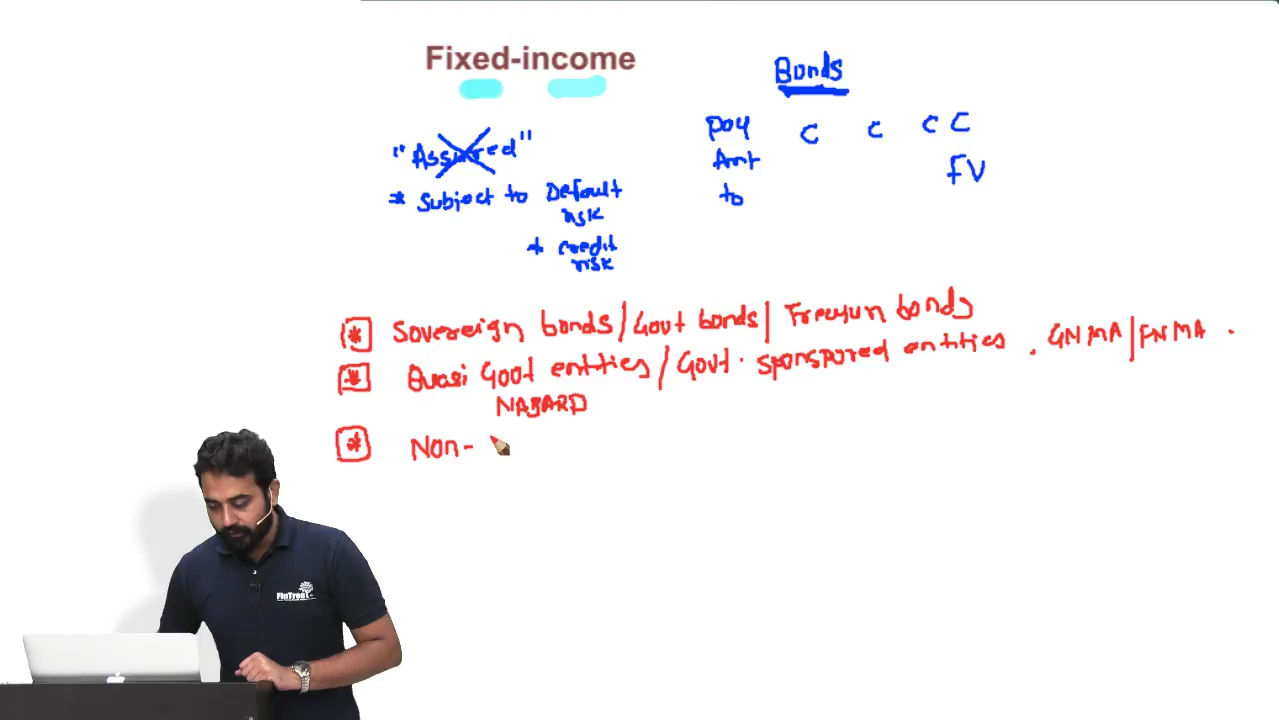 Fixed-income
Bonds
"Assured"
* Subject to Default
risk
* credit
risk
pay C C C C
Amt FV
to
* Sovereign bonds/Govt bonds/Treasury bonds
* Quasi Govt entities/Govt. sponsored entities. GNMA/FNMA.
NABARD
* Non-
FinTree